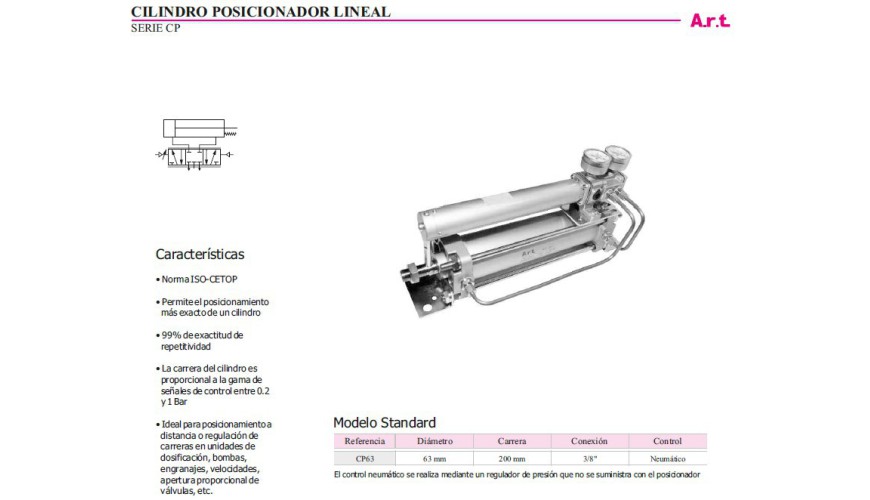 CILINDRO POSICIONADOR LINEAL
SERIE CP
A.r.t.
Características
• Norma ISO-CETOP
• Permite el posicionamiento
más exacto de un cilindro
• 99% de exactitud de
repetitividad
• La carrera del cilindro es
proporcional a la gama de
señales de control entre 0.2
y 1 Bar
• Ideal para posicionamiento a
distancia o regulación de
carreras en unidades de
dosificación, bombas,
engranajes, velocidades,
apertura proporcional de
válvulas, etc.
A.r.t.
Modelo Standard
Referencia Diámetro Carrera Conexión Control
CP63 63 mm 200 mm 3/8" Neumático
El control neumático se realiza mediante un regulador de presión que no se suministra con el posicionador